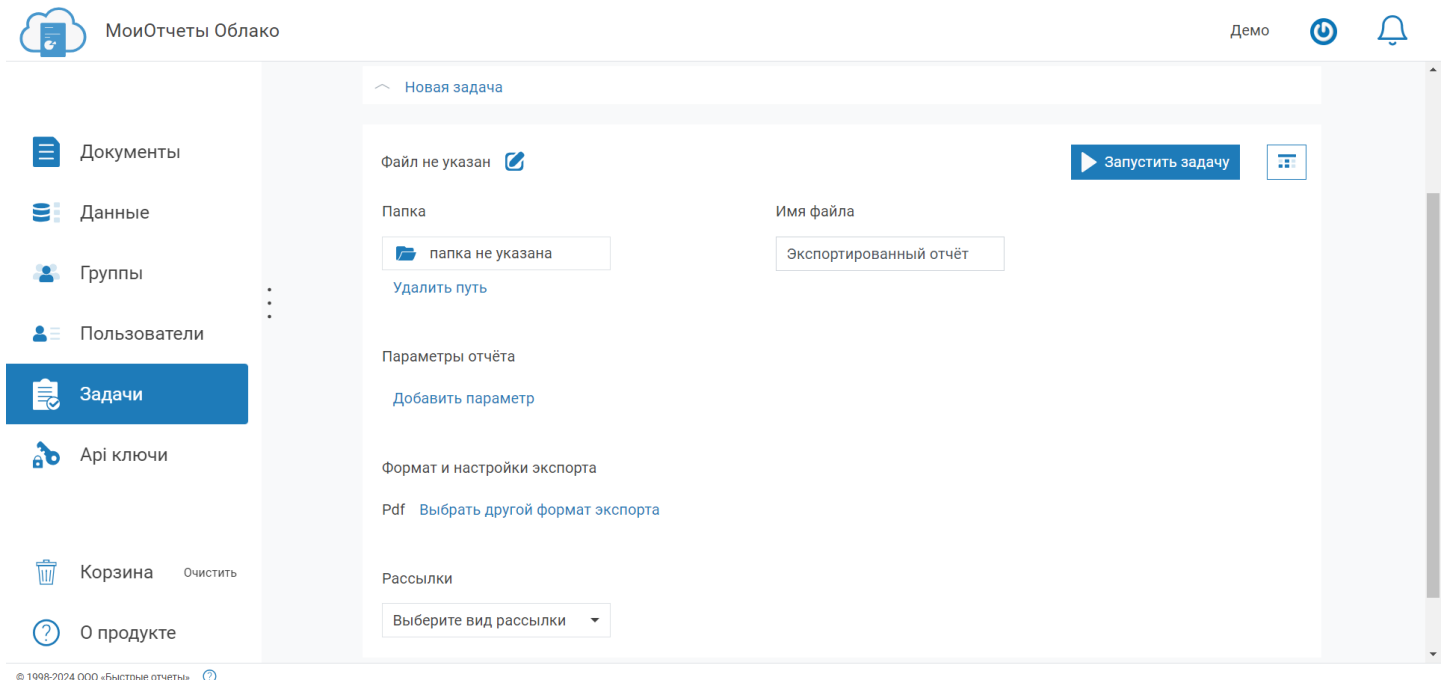 МоиОтчеты Облако
Демо
Документы
Данные
Группы
Пользователи
Задачи
Api ключи
Корзина Очистить
О продукте
Новая задача
Файл не указан
Запустить задачу
Папка
Имя файла
папка не указана
Экспортированный отчёт
Удалить путь
Параметры отчёта
Добавить параметр
Формат и настройки экспорта
Pdf Выбрать другой формат экспорта
Рассылки
Выберите вид рассылки
© 1998-2024 ООО «Быстрые отчеты» ?